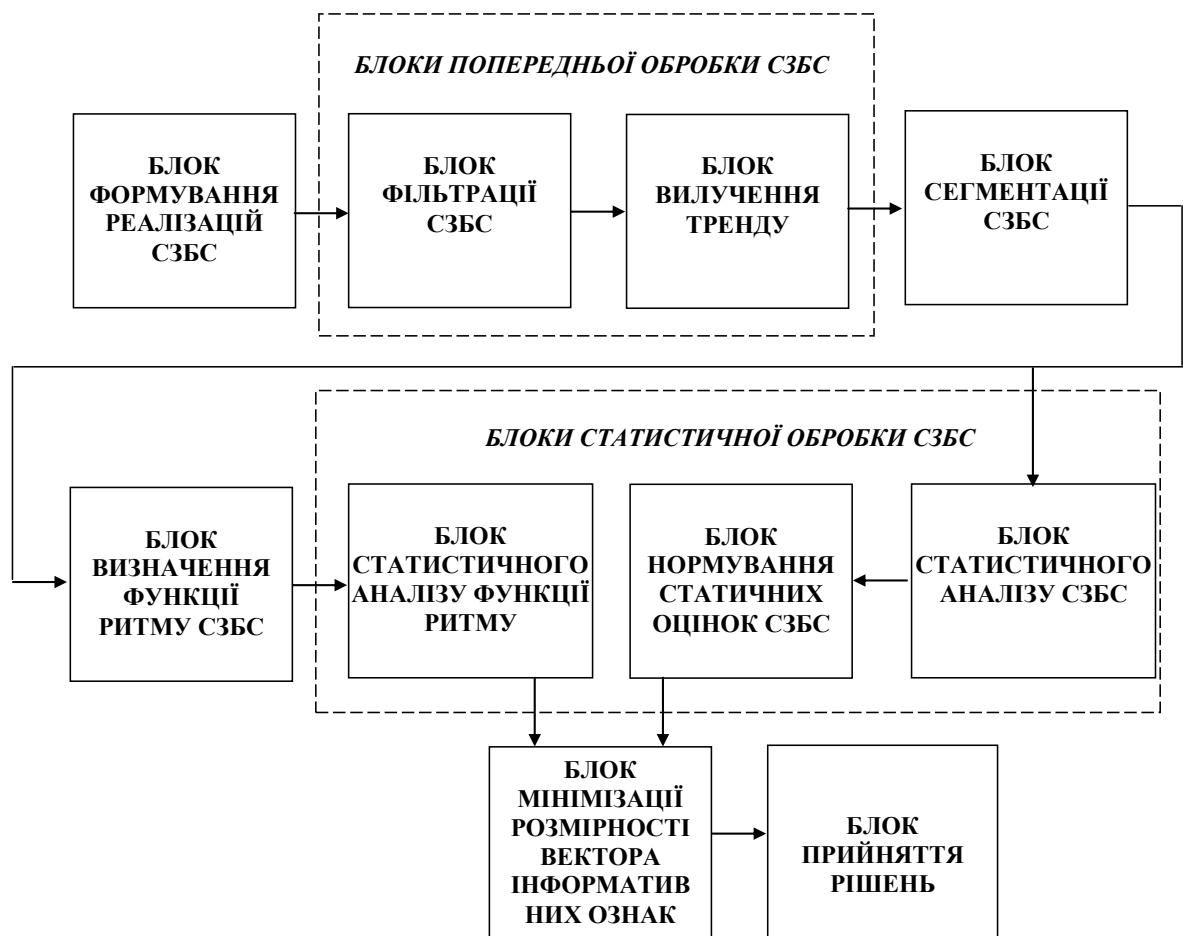 БЛОКИ ПОПЕРЕДНЬОЇ ОБРОБКИ СЗБС
БЛОК
ФОРМУВАННЯ
РЕАЛІЗАЦІЙ
СЗБС
БЛОК
ФІЛЬТРАЦІЇ
СЗБС
БЛОК
ВИЛУЧЕННЯ
ТРЕНДУ
БЛОК
СЕГМЕНТАЦІЇ
СЗБС
БЛОКИ СТАТИСТИЧНОЇ ОБРОБКИ СЗБС
БЛОК
ВИЗНАЧЕННЯ
ФУНКЦІЇ
РИТМУ СЗБС
БЛОК
СТАТИСТИЧНОГО
АНАЛІЗУ ФУНКЦІЇ
РИТМУ
БЛОК
НОРМУВАННЯ
СТАТИЧНИХ
ОЦІНОК СЗБС
БЛОК
СТАТИСТИЧНОГО
АНАЛІЗУ СЗБС
БЛОК
МІНІМІЗАЦІЇ
РОЗМІРНОСТІ
ВЕКТОРА
ІНФОРМАТИВ
НИХ ОЗНАК
БЛОК
ПРИЙНЯТТЯ
РІШЕНЬ